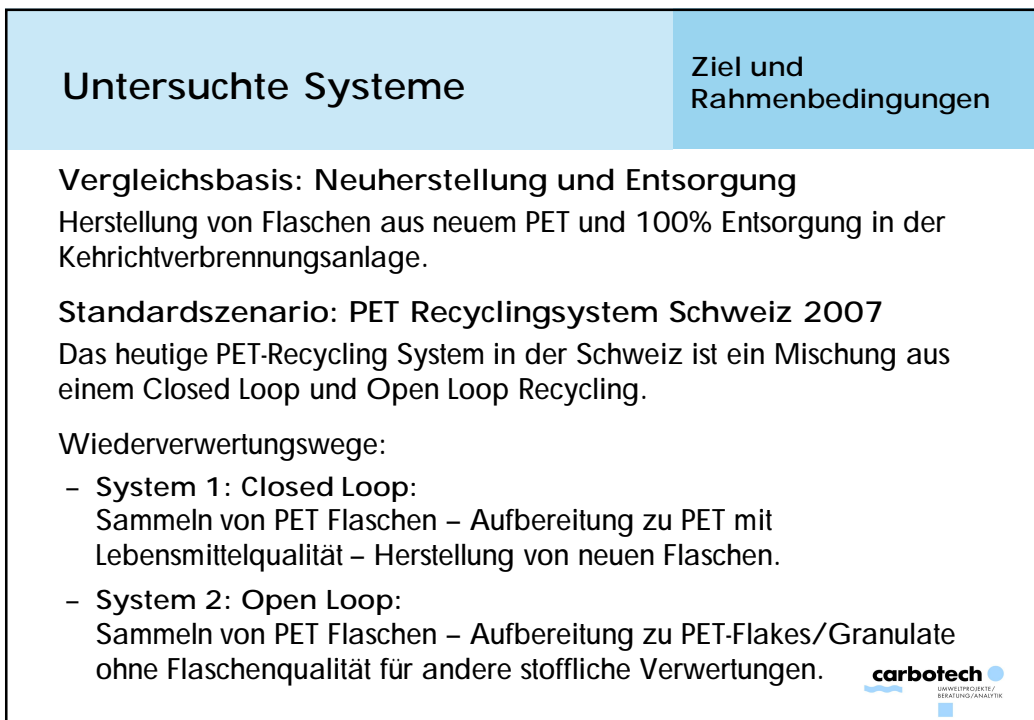 Untersuchte Systeme
Ziel und
Rahmenbedingungen
Vergleichsbasis: Neuherstellung und Entsorgung
Herstellung von Flaschen aus neuem PET und 100% Entsorgung in der
Kehrichtverbrennungsanlage.
Standardszenario: PET Recyclingsystem Schweiz 2007
Das heutige PET-Recycling System in der Schweiz ist ein Mischung aus
einem Closed Loop und Open Loop Recycling.
Wiederverwertungswege:
– System 1: Closed Loop:
Sammeln von PET Flaschen – Aufbereitung zu PET mit
Lebensmittelqualität – Herstellung von neuen Flaschen.
– System 2: Open Loop:
Sammeln von PET Flaschen – Aufbereitung zu PET-Flakes/Granulate
ohne Flaschenqualität für andere stoffliche Verwertungen.
carbotech
UMWELTPROJEKTE/
BERATUNG/ANALYTIK